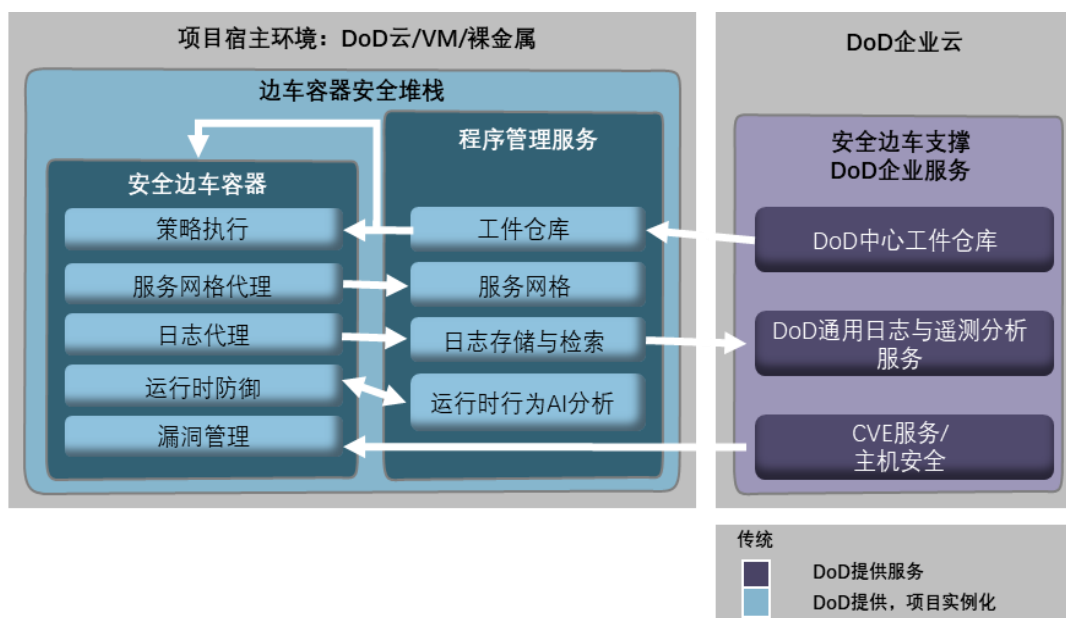 项目宿主环境：DoD云/VM/裸金属
边车容器安全堆栈
安全边车容器
策略执行
服务网格代理
日志代理
运行时防御
漏洞管理
程序管理服务
工件仓库
服务网格
日志存储与检索
运行时行为AI分析
DoD企业云
安全边车支撑
DoD企业服务
DoD中心工件仓库
DoD通用日志与遥测分析
服务
CVE服务/
主机安全
传统
DoD提供服务
DoD提供，项目实例化